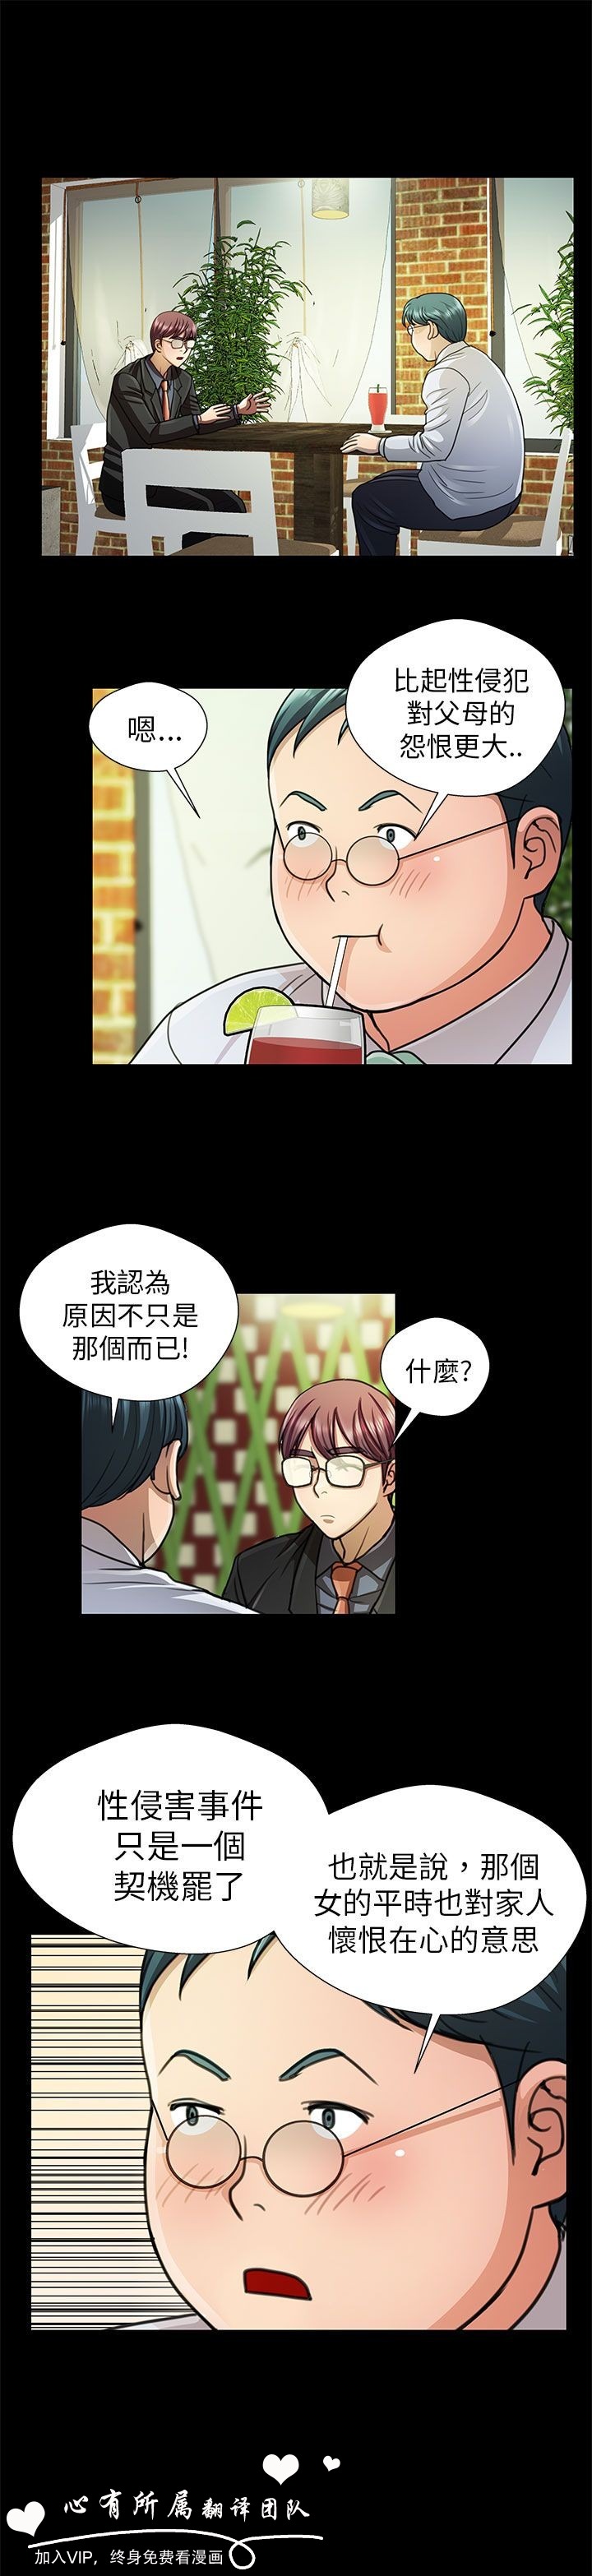 嗯...
比起性侵犯
對父母的
怨恨更大..
我認為
原因不只是
那個而已!
什麼?
性侵害事件
只是一個
契機罷了
也就是說，那個
女的平時也對家人
懷恨在心的意思
心有所属翻译团队
加入VIP，终身免费看漫画